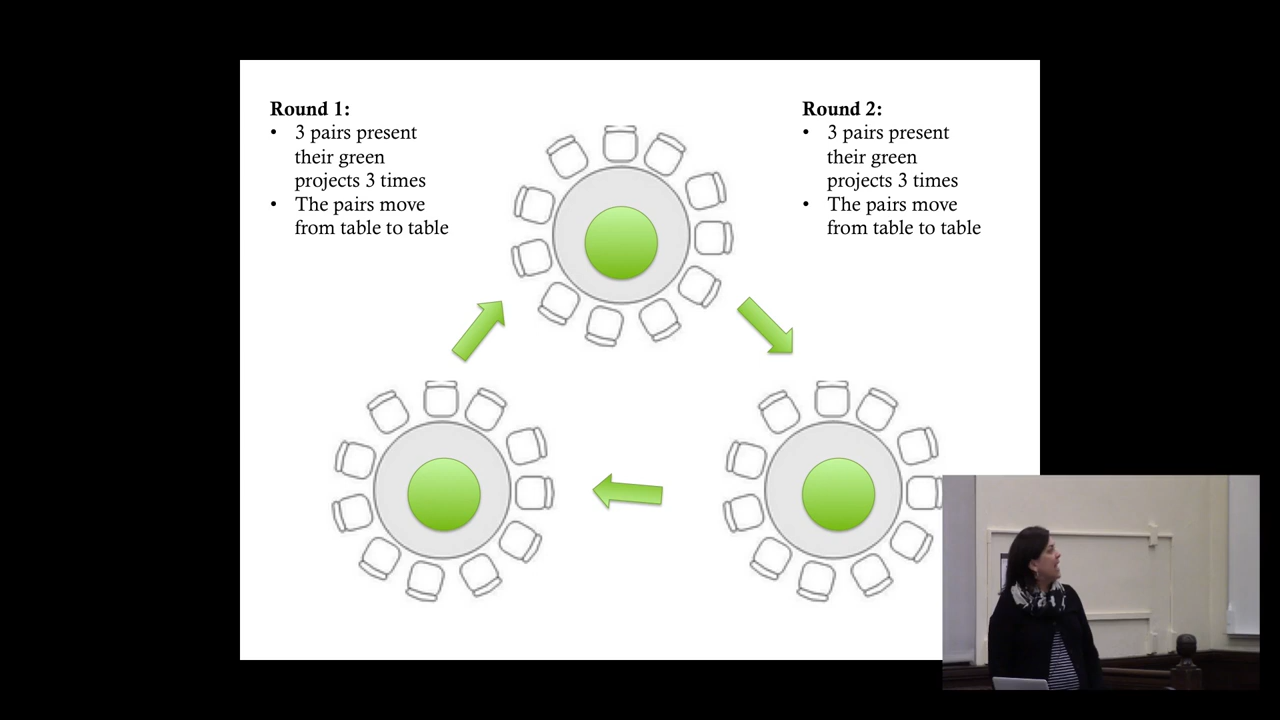 Round 1:
• 3 pairs present
their green
projects 3 times
• The pairs move
from table to table
Round 2:
• 3 pairs present
their green
projects 3 times
• The pairs move
from table to table